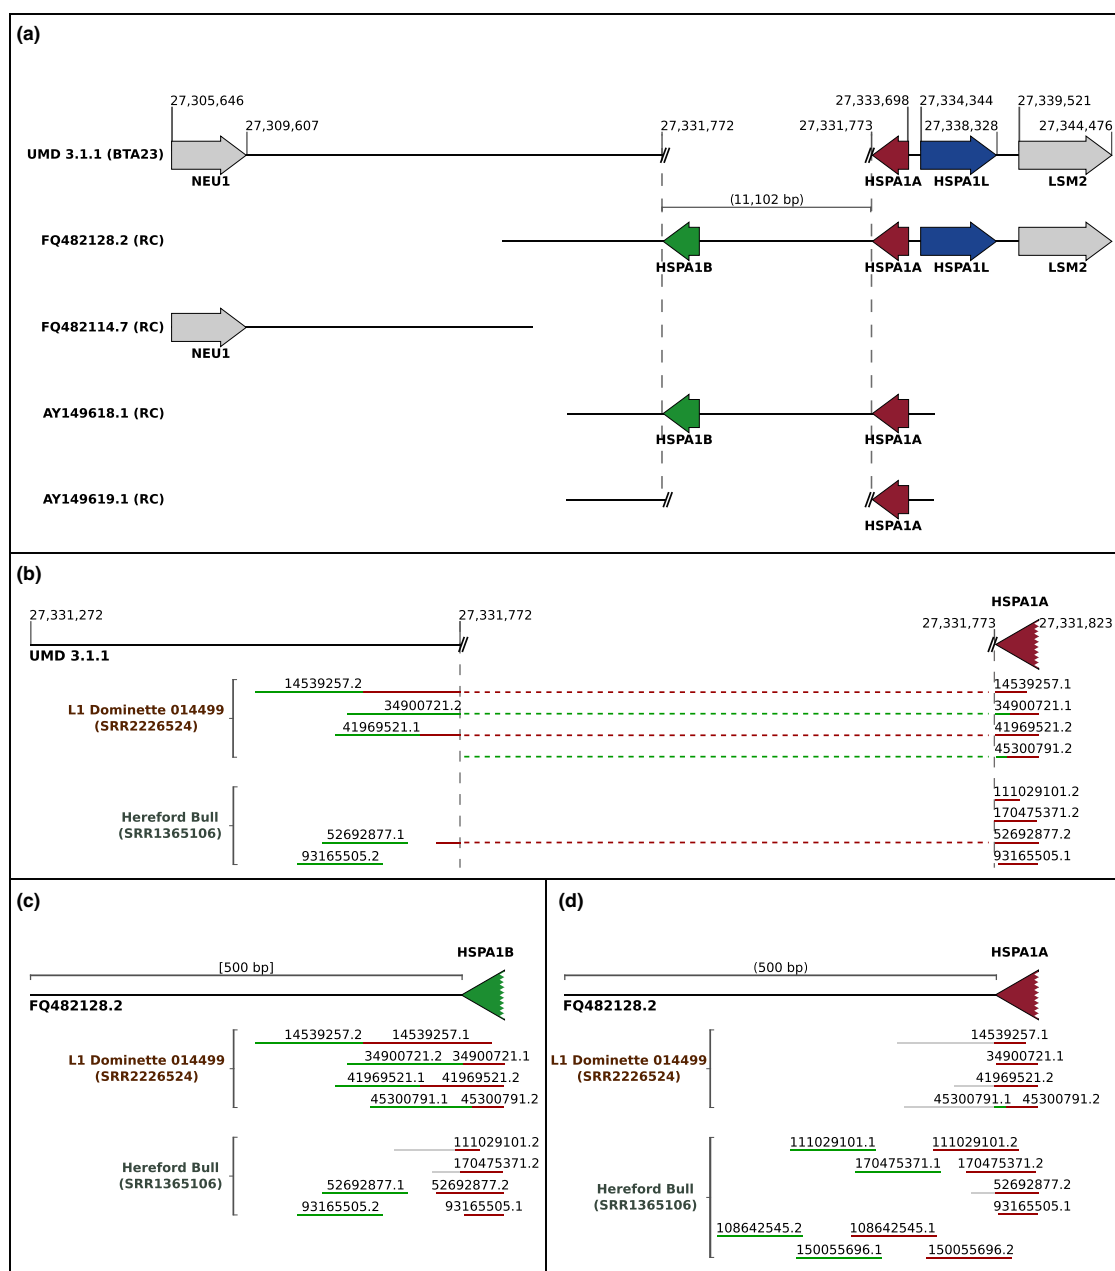 (a)
27,305,646
27,309,607
27,331,772
27,331,773
27,333,698
27,334,344
27,338,328
27,339,521
27,344,476
UMD 3.1.1 (BTA23)
NEU1
HSPA1A
HSPA1L
LSM2
(11,102 bp)
FQ482128.2 (RC)
HSPA1B
HSPA1A
HSPA1L
LSM2
FQ482114.7 (RC)
NEU1
AY149618.1 (RC)
HSPA1B
HSPA1A
AY149619.1 (RC)
HSPA1A
(b)
HSPA1A
27,331,272
27,331,772
27,331,773
27,331,823
UMD 3.1.1
L1 Dominette 014499
(SRR2226524)
14539257.2
14539257.1
34900721.2
34900721.1
41969521.1
41969521.2
45300791.2
Hereford Bull
(SRR1365106)
111029101.2
170475371.2
52692877.1
52692877.2
93165505.2
93165505.1
(c)
HSPA1B
[500 bp]
FQ482128.2
L1 Dominette 014499
(SRR2226524)
14539257.2
14539257.1
34900721.2
34900721.1
41969521.1
41969521.2
45300791.1
45300791.2
Hereford Bull
(SRR1365106)
111029101.2
170475371.2
52692877.1
52692877.2
93165505.2
93165505.1
(d)
HSPA1A
(500 bp)
FQ482128.2
L1 Dominette 014499
(SRR2226524)
14539257.1
34900721.1
41969521.2
45300791.1
45300791.2
Hereford Bull
(SRR1365106)
111029101.1
111029101.2
170475371.1
170475371.2
52692877.2
93165505.1
108642545.2
108642545.1
150055696.1
150055696.2